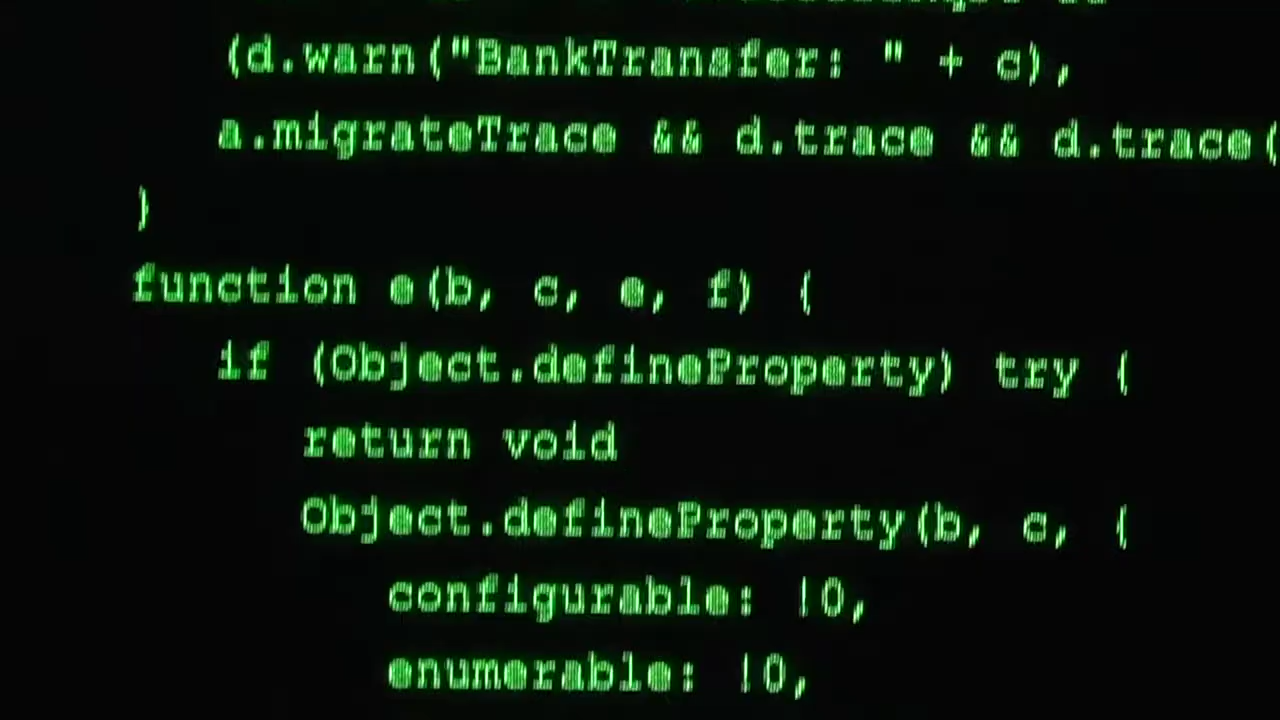 (d.warn("BankTransfer: " + c),
a.migrateTrace && d.trace && d.trace(
}
function e(b, c, e, f) {
if (Object.defineProperty) try {
return void
Object.defineProperty(b, c, {
configurable: !0,
enumerable: !0,